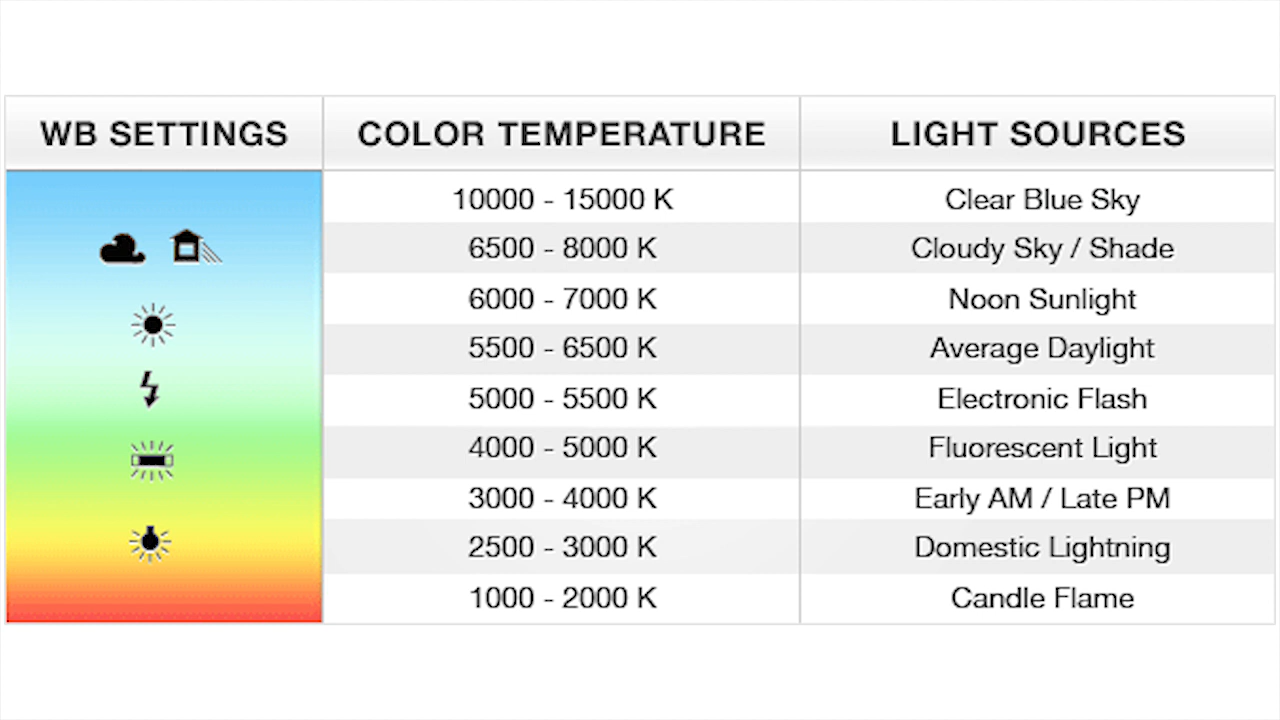 WB SETTINGS COLOR TEMPERATURE LIGHT SOURCES
10000 - 15000 K Clear Blue Sky
6500 - 8000 K Cloudy Sky / Shade
6000 - 7000 K Noon Sunlight
5500 - 6500 K Average Daylight
5000 - 5500 K Electronic Flash
4000 - 5000 K Fluorescent Light
3000 - 4000 K Early AM / Late PM
2500 - 3000 K Domestic Lightning
1000 - 2000 K Candle Flame